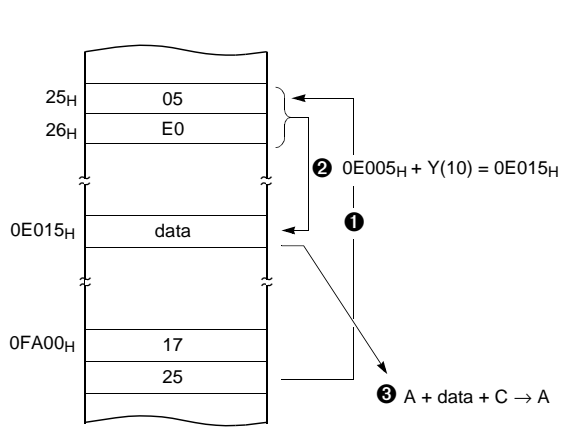 25H 05
26H E0
❷ 0E005H + Y(10) = 0E015H
0E015H data
❶
0FA00H 17
25
❸ A + data + C → A